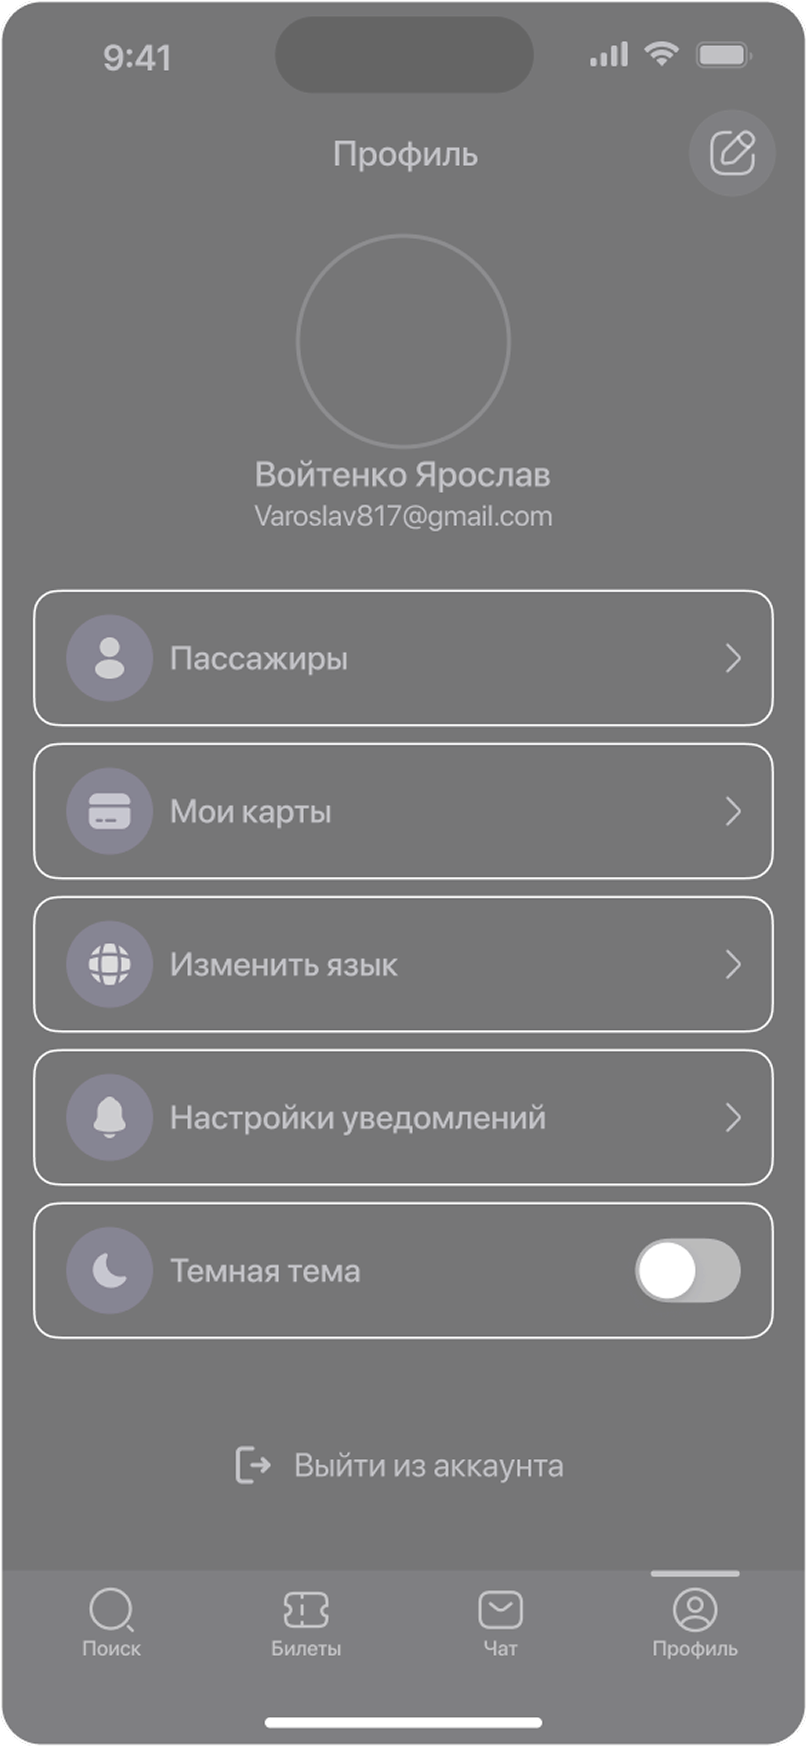 9:41
Профиль
Войтенко Ярослав
Varoslav817@gmail.com
Пассажиры
Мои карты
Изменить язык
Настройки уведомлений
Темная тема
Выйти из аккаунта
Поиск
Билеты
Чат
Профиль